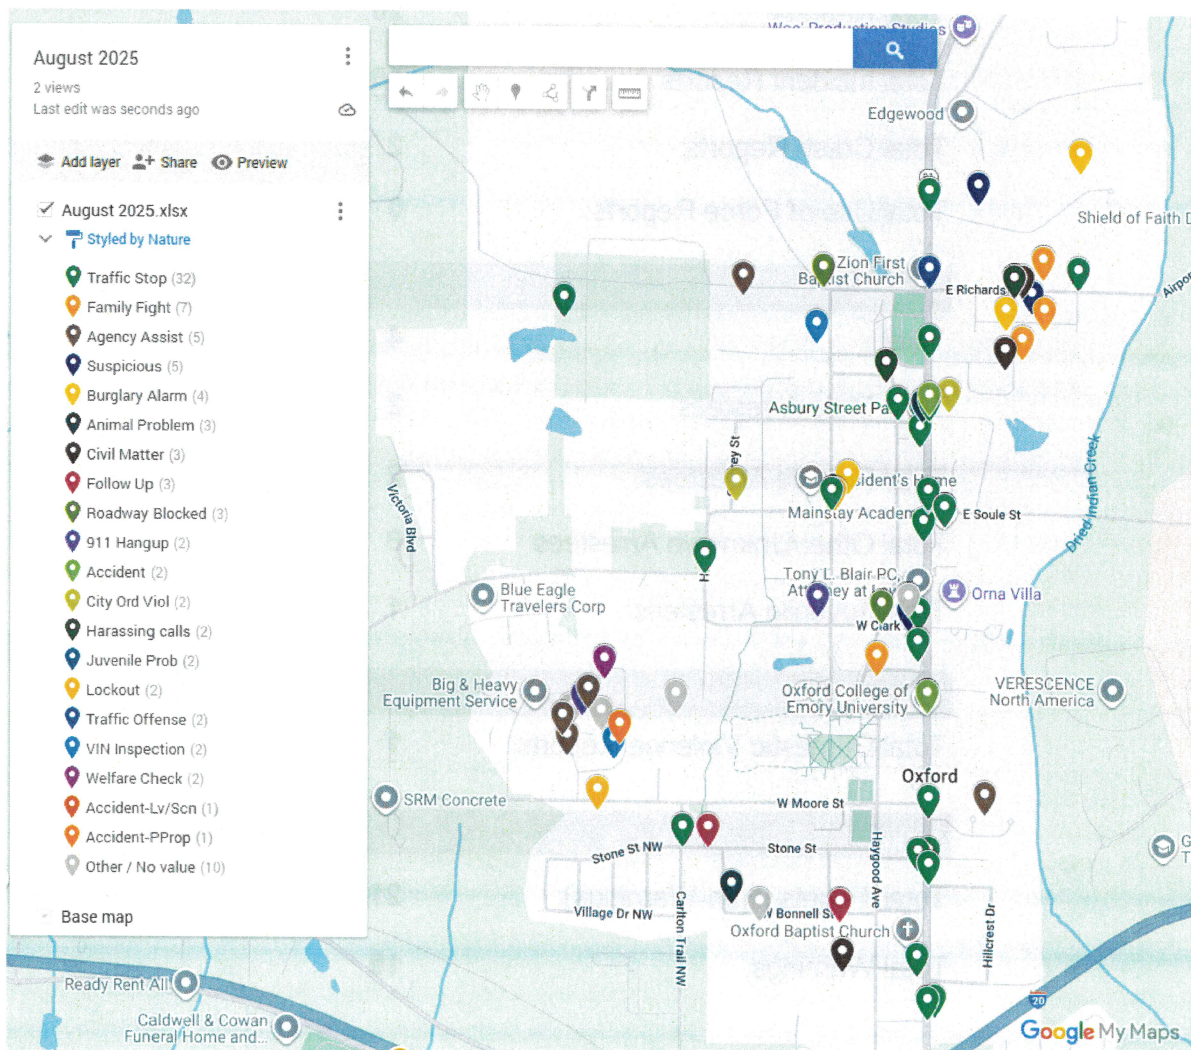 August 2025
2 views
Last edit was seconds ago
Add layer
Share
Preview
August 2025.xlsx
Styled by Nature
Traffic Stop (32)
Family Fight (7)
Agency Assist (5)
Suspicious (5)
Burglary Alarm (4)
Animal Problem (3)
Civil Matter (3)
Follow Up (3)
Roadway Blocked (3)
911 Hangup (2)
Accident (2)
City Ord Viol (2)
Harassing calls (2)
Juvenile Prob (2)
Lockout (2)
Traffic Offense (2)
VIN Inspection (2)
Welfare Check (2)
Accident-Lv/Scn (1)
Accident-PProp (1)
Other / No value (10)
Base map
Production Studios
Edgewood
Shield of Faith D
Zion First
Baptist Church
E Richards
Airpor
Asbury Street Pa
Victoria Blvd
Mainstay Academ
E Soule St
Dried Indian Creek
Tony L. Blair PC,
Blue Eagle
Travelers Corp
Orna Villa
W Clark
Big & Heavy
Equipment Service
Oxford College of
Emory University
VERESCENCE
North America
Oxford
SRM Concrete
W Moore St
Stone St NW
Stone St
Haygood Ave
Village Dr NW
Carlton Trail NW
W Bonnell St
Oxford Baptist Church
Hillcrest Dr
Ready Rent All
Caldwell & Cowan
Funeral Home and...
20
Google My Maps